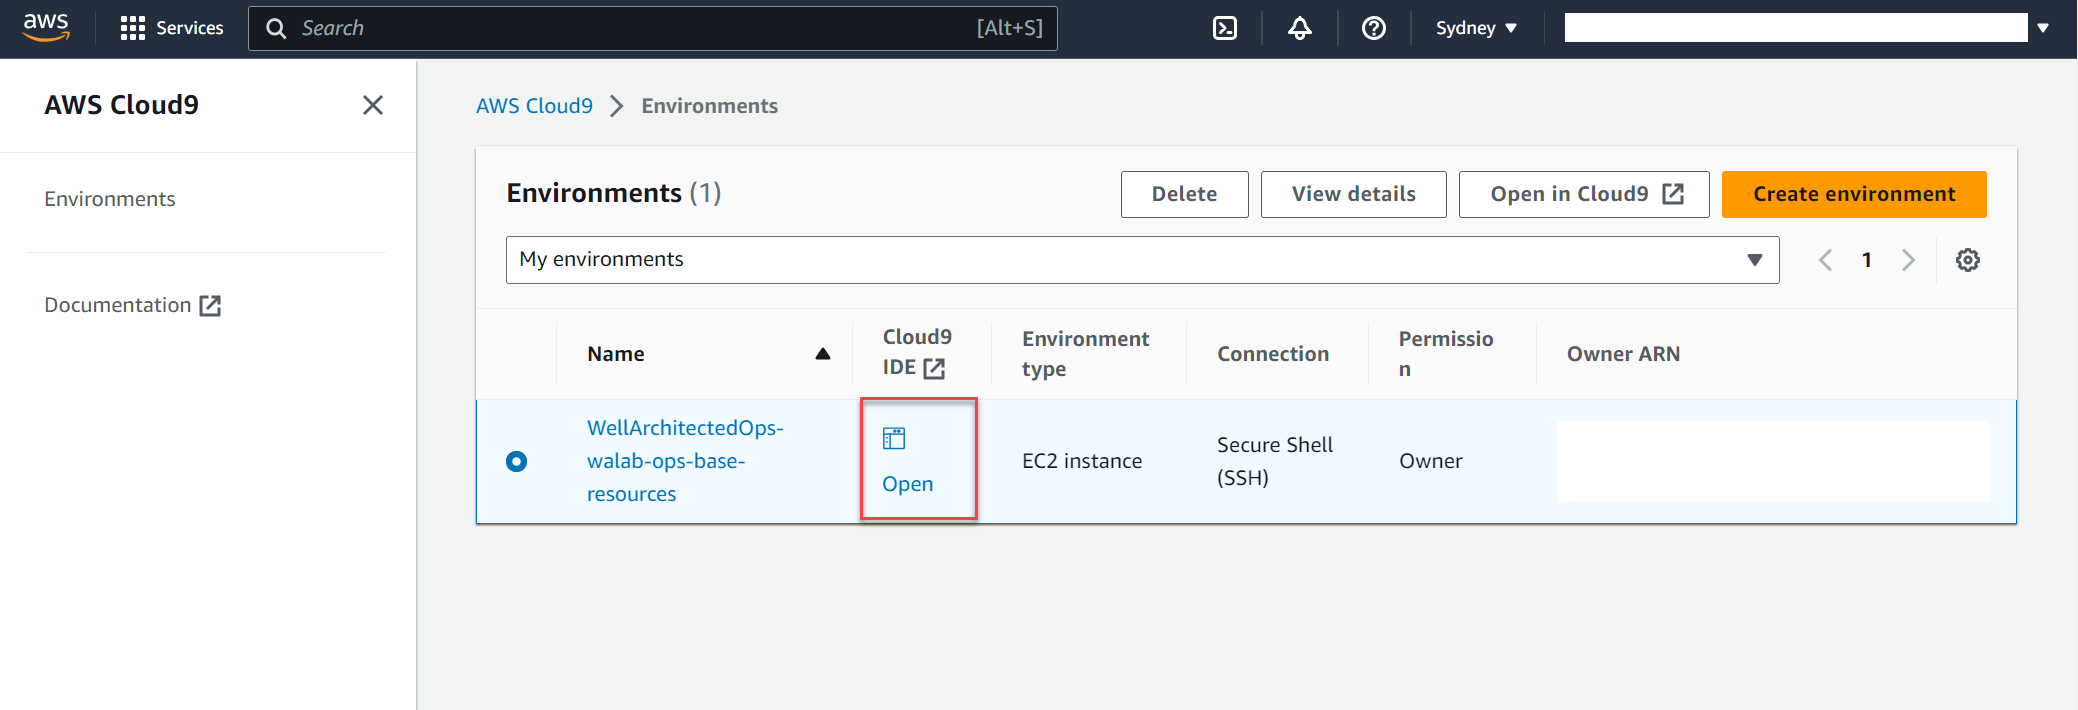 aws
Services
Search
[Alt+S]
Sydney
AWS Cloud9
Environments
Documentation
AWS Cloud9
Environments
Environments (1)
Delete
View details
Open in Cloud9
Create environment
My environments
1
Name
Cloud9
IDE
Environment
type
Connection
Permissio
n
Owner ARN
WellArchitectedOps-
walab-ops-base-
resources
Open
EC2 instance
Secure Shell
(SSH)
Owner